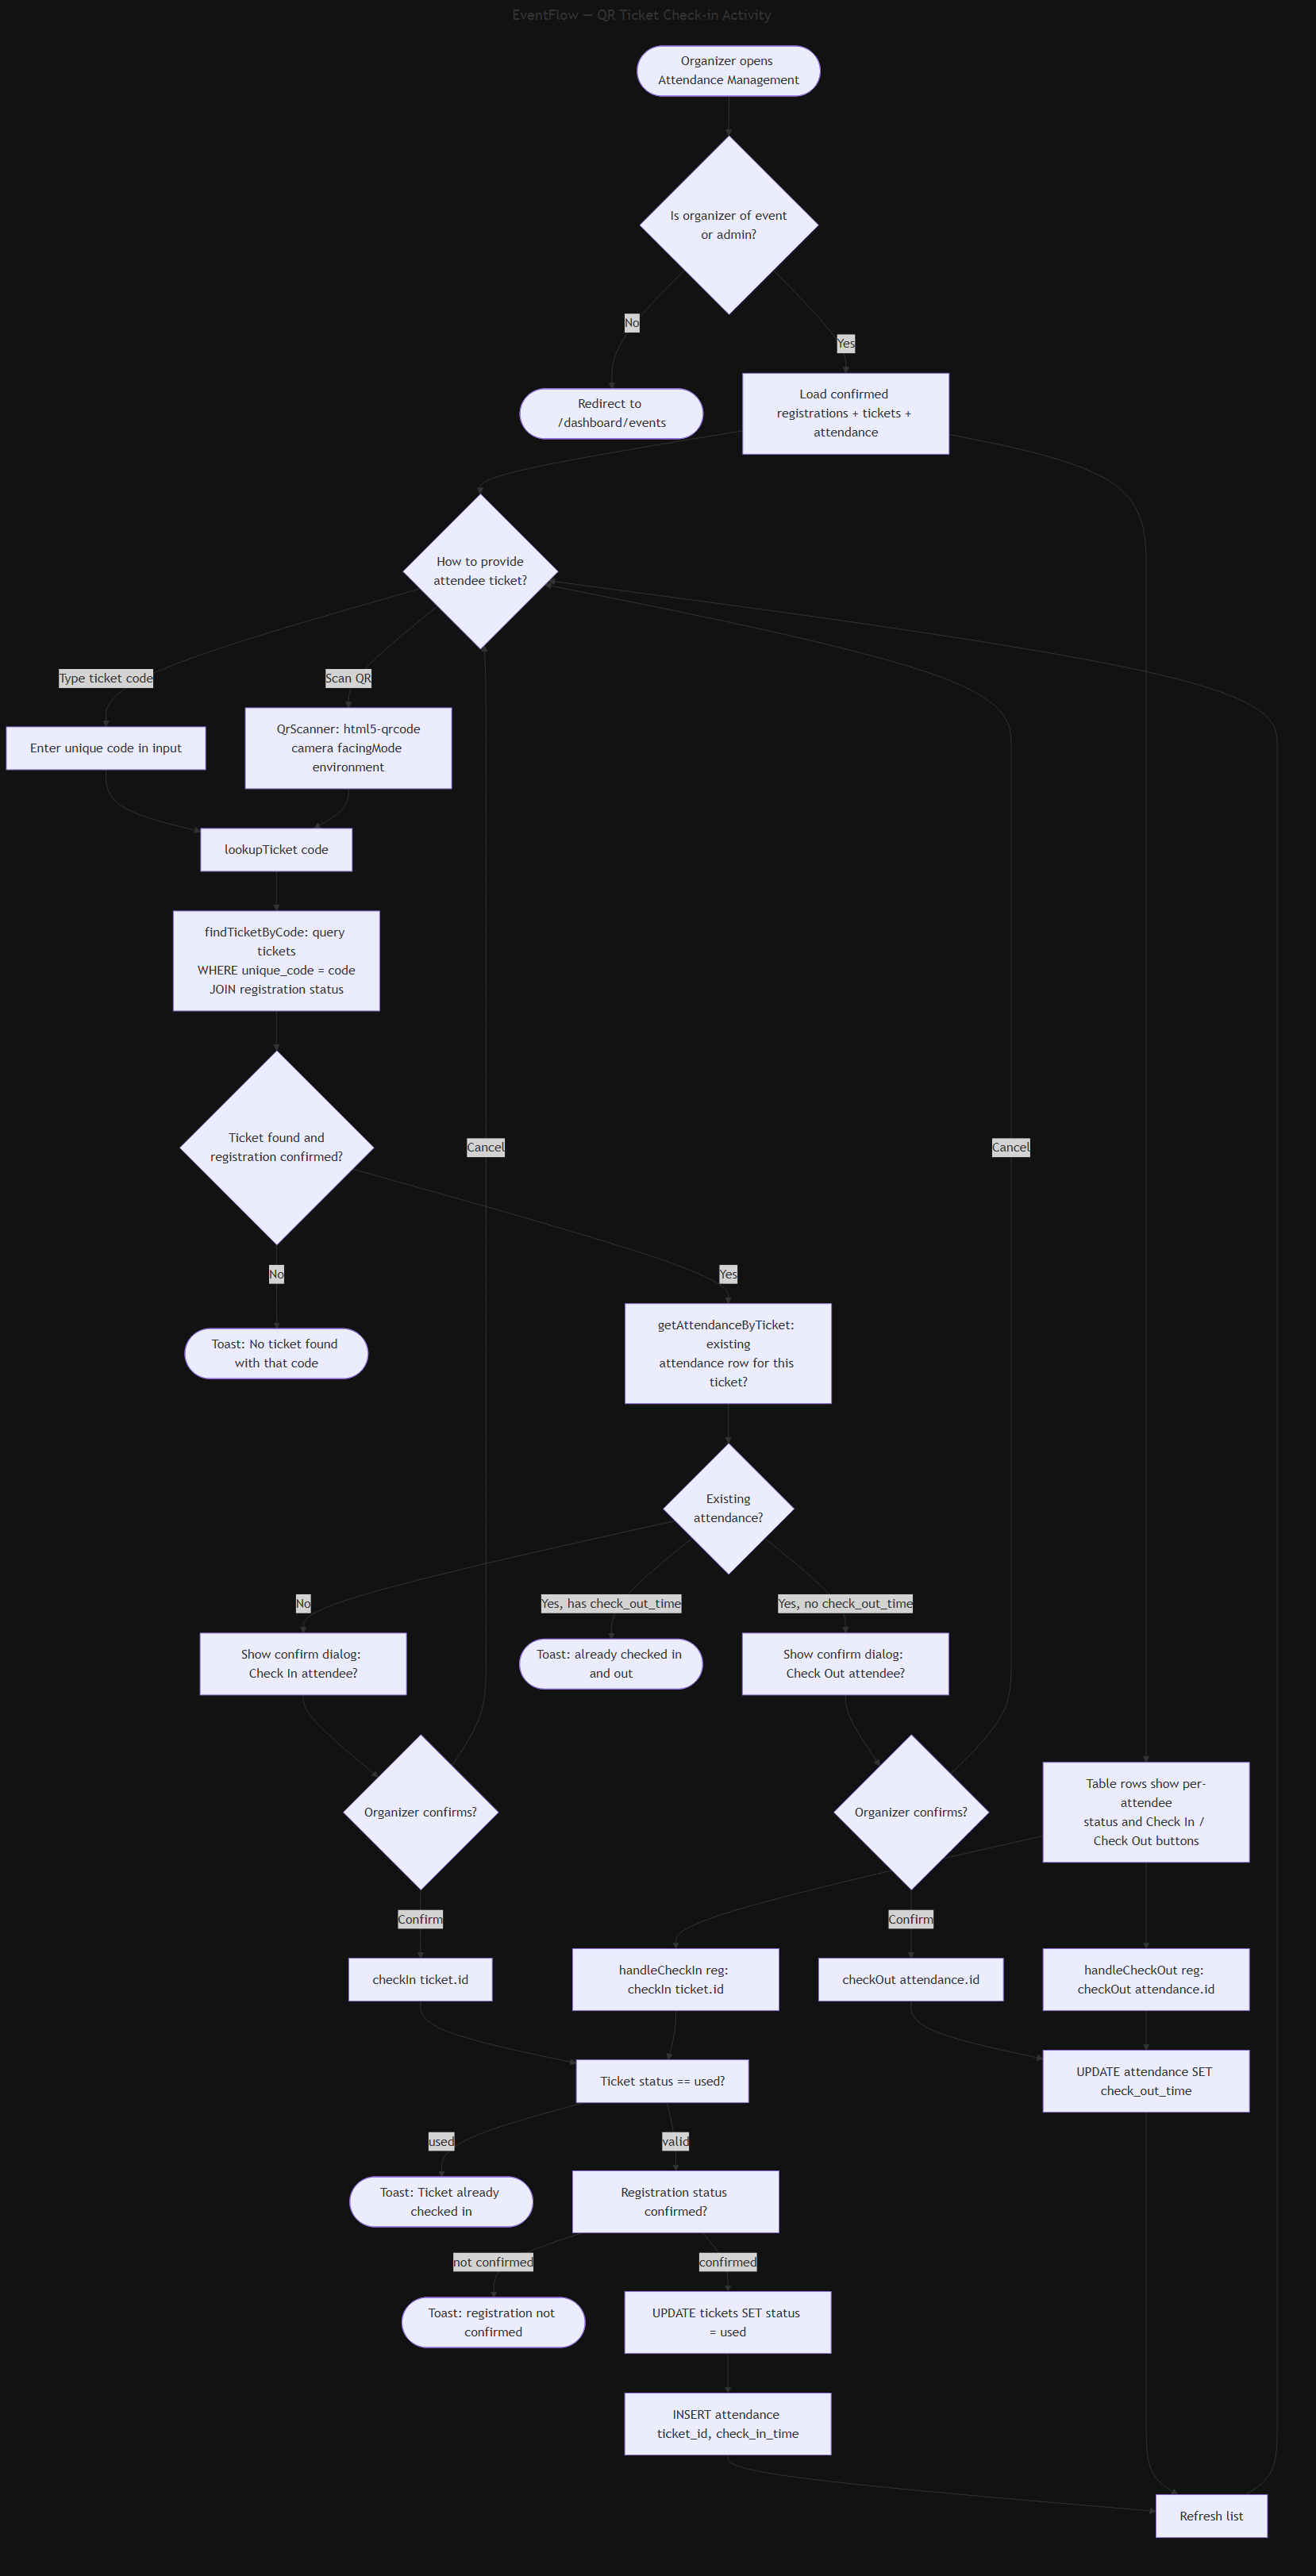 EventFlow — QR Ticket Check-in Activity
Organizer opens
Attendance Management
Is organizer of event
or admin?
No
Yes
Redirect to
/dashboard/events
Load confirmed
registrations + tickets +
attendance
How to provide
attendee ticket?
Type ticket code
Scan QR
Enter unique code in input
QrScanner: html5-qrcode
camera facingMode
environment
lookupTicket code
findTicketByCode: query
tickets
WHERE unique_code = code
JOIN registration status
Ticket found and
registration confirmed?
Cancel
Cancel
No
Yes
Toast: No ticket found
with that code
getAttendanceByTicket:
existing
attendance row for this
ticket?
Existing
attendance?
No
Yes, has check_out_time
Yes, no check_out_time
Show confirm dialog:
Check In attendee?
Toast: already checked in
and out
Show confirm dialog:
Check Out attendee?
Organizer confirms?
Organizer confirms?
Table rows show per-
attendee
status and Check In /
Check Out buttons
Confirm
Confirm
checkIn ticket.id
handleCheckIn reg:
checkIn ticket.id
checkOut attendance.id
handleCheckOut reg:
checkOut attendance.id
Ticket status == used?
UPDATE attendance SET
check_out_time
used
valid
Toast: Ticket already
checked in
Registration status
confirmed?
not confirmed
confirmed
Toast: registration not
confirmed
UPDATE tickets SET status
= used
INSERT attendance
ticket_id, check_in_time
Refresh list